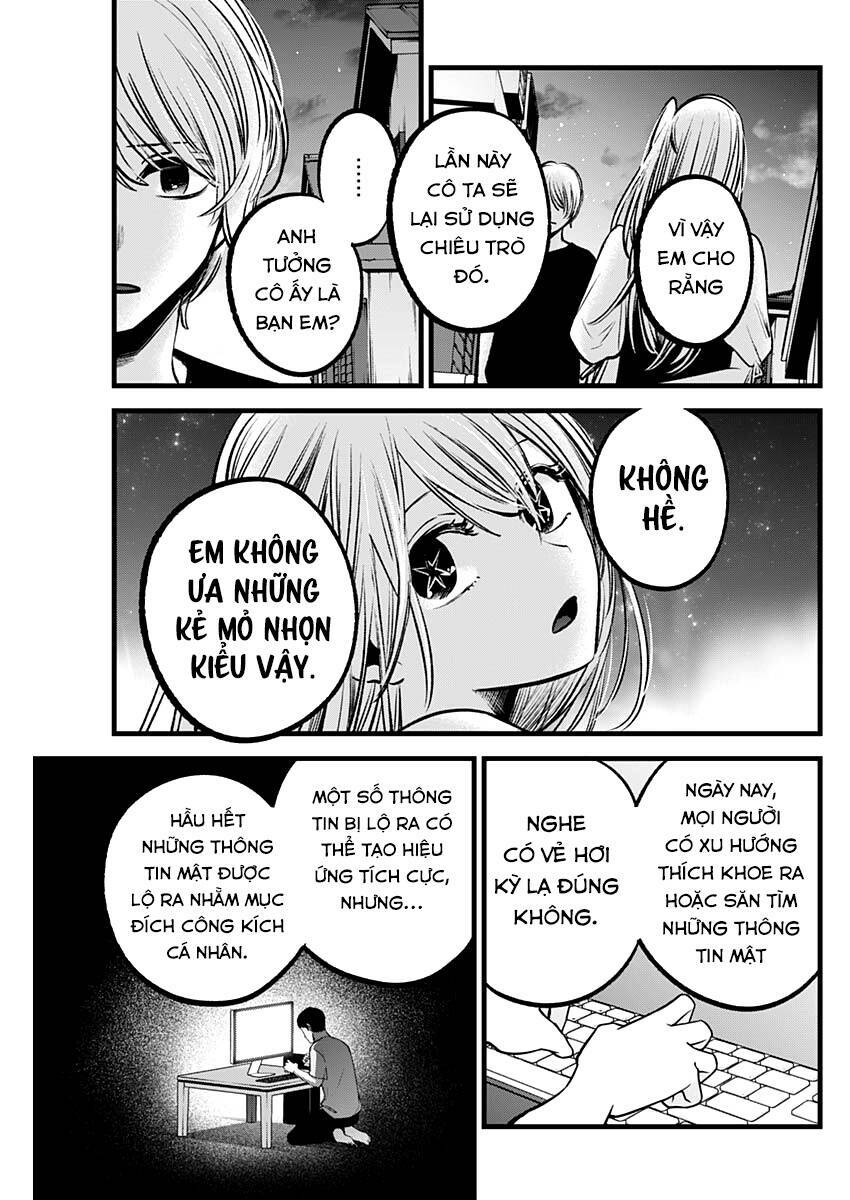 VÌ VẬY
EM CHO
RẰNG
LẦN NÀY
CÔ TA SẼ
LẠI SỬ DỤNG
CHIÊU TRÒ
ĐÓ.
......
ANH
TƯỞNG
CÔ ẤY LÀ
BẠN EM?
KHÔNG
HỀ.
EM KHÔNG
ƯA NHỮNG
KẺ MỎ NHỌN
KIỂU VẬY.
NGÀY NAY,
MỌI NGƯỜI
CÓ XU HƯỚNG
THÍCH KHOE RA
HOẶC SĂN TÌM
NHỮNG THÔNG
TIN MẬT
NGHE
CÓ VẺ HƠI
KỲ LẠ ĐÚNG
KHÔNG.
MỘT SỐ THÔNG
TIN BỊ LỘ RA CÓ
THỂ TẠO HIỆU
ỨNG TÍCH CỰC,
NHƯNG...
HẦU HẾT
NHỮNG THÔNG
TIN MẬT ĐƯỢC
LỘ RA NHẰM MỤC
ĐÍCH CÔNG KÍCH
CÁ NHÂN.